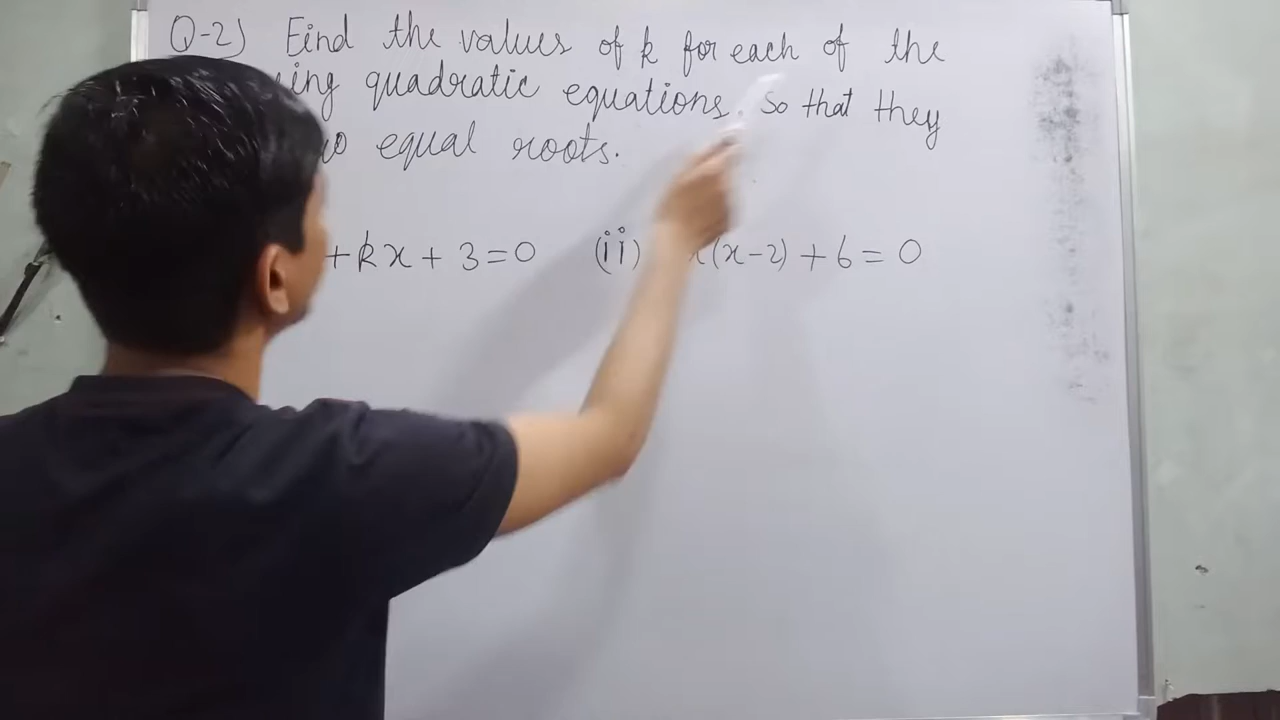 Q-2) Find the values of k for each of the
quadratic equations. So that they
equal roots.
+kx+3=0 (ii) (x-2)+6=0